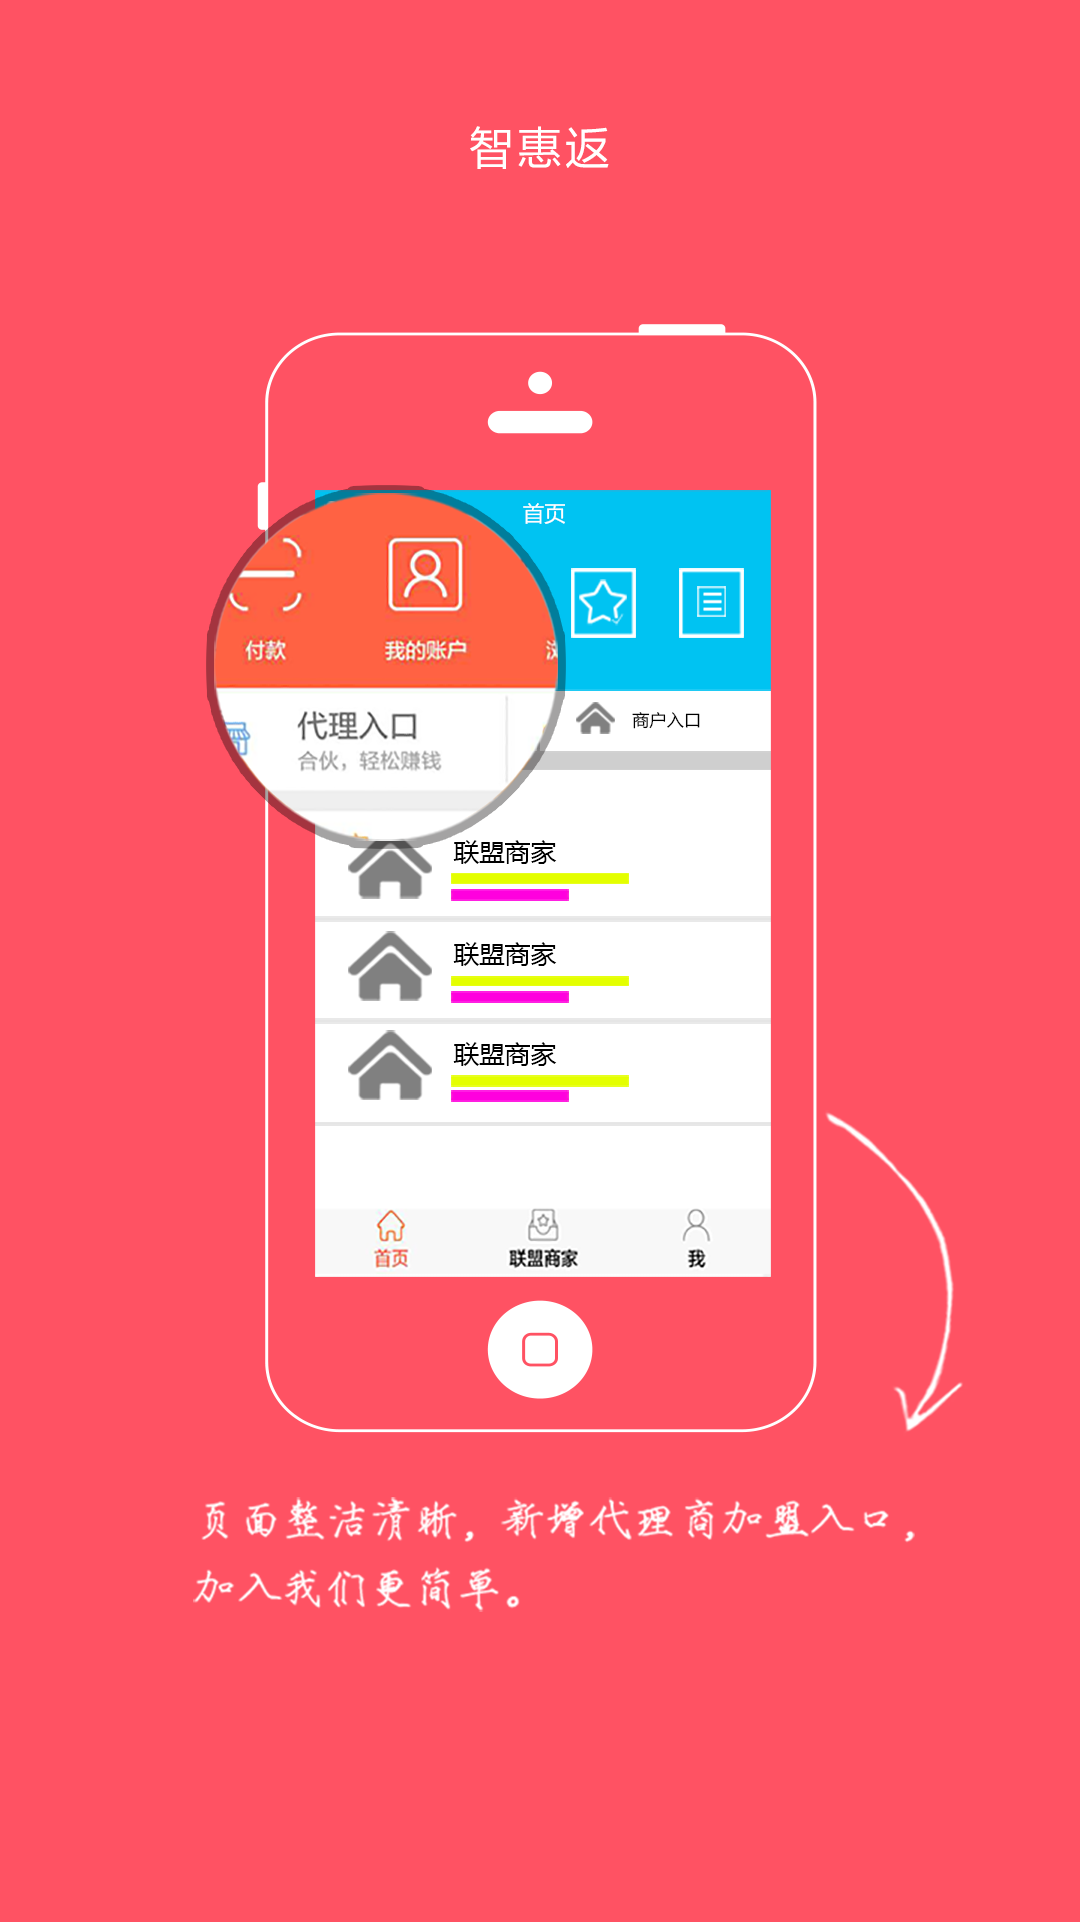 智惠返
首页
付款
我的账户
代理入口
合伙，轻松赚钱
商户入口
联盟商家
联盟商家
联盟商家
首页
联盟商家
我
页面整洁清晰，新增代理商加盟入口，
加入我们更简单。